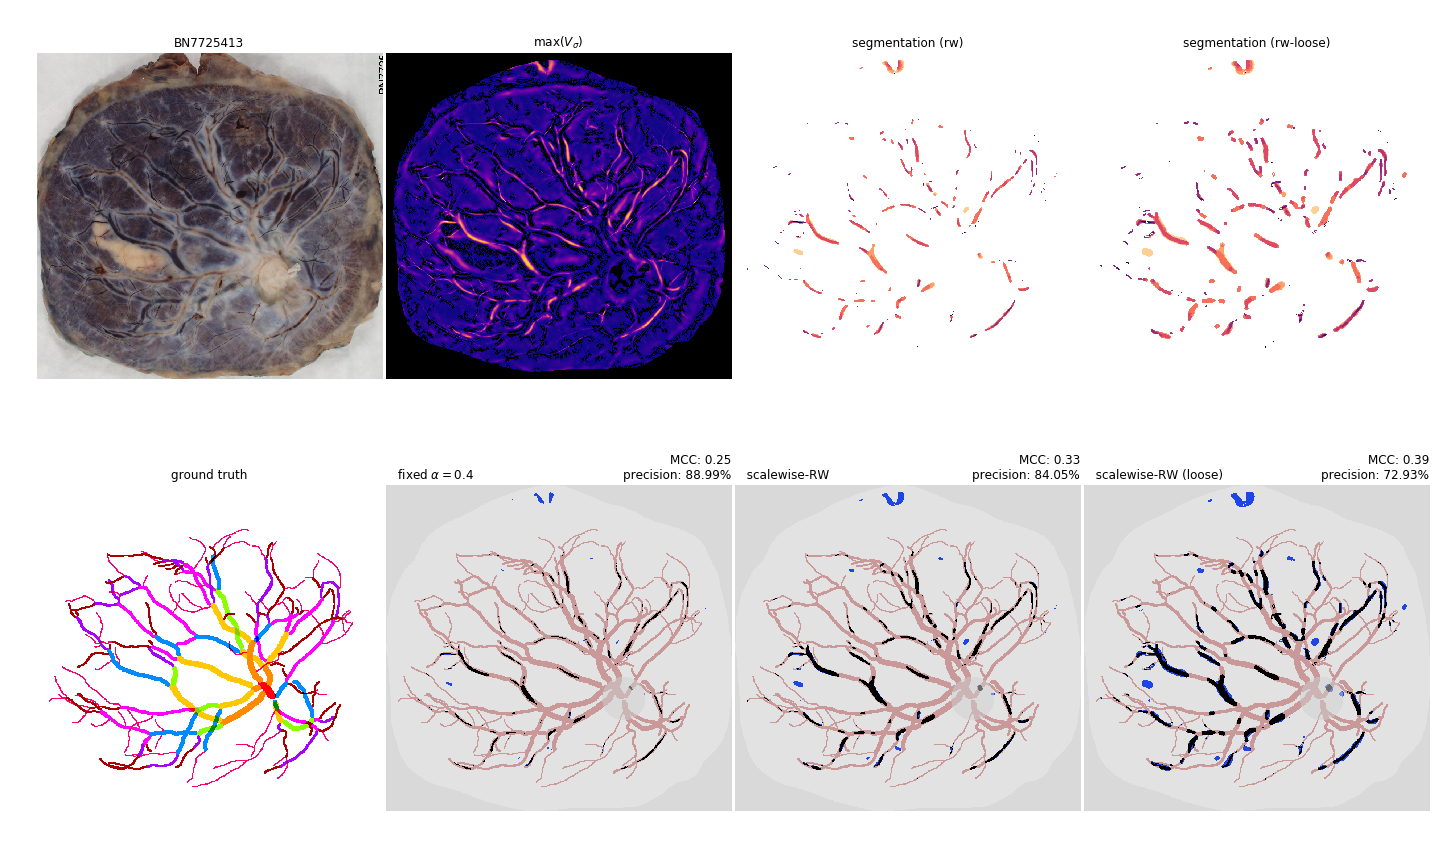 BN7725413
max(V_σ)
segmentation (rw)
segmentation (rw-loose)
ground truth
fixed α = 0.4
MCC: 0.25
precision: 88.99%
scalewise-RW
MCC: 0.33
precision: 84.05%
scalewise-RW (loose)
MCC: 0.39
precision: 72.93%